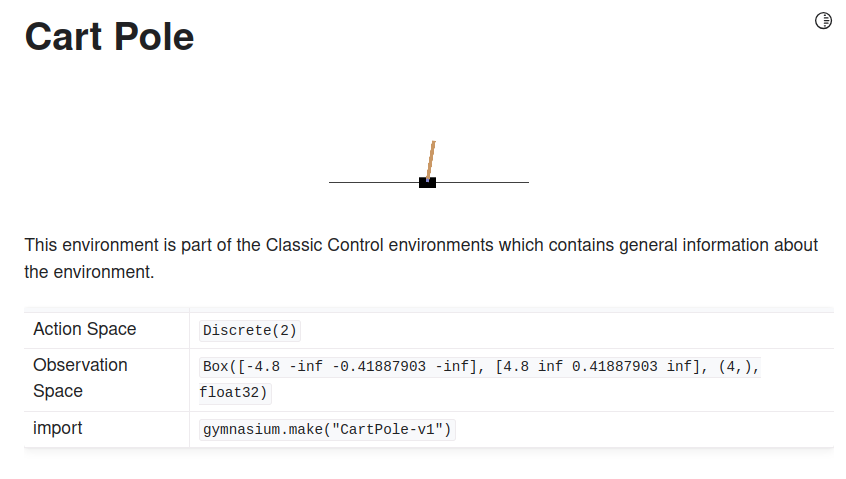 Cart Pole
This environment is part of the Classic Control environments which contains general information about
the environment.
Action Space
Discrete(2)
Observation
Space
Box([-4.8 -inf -0.41887903 -inf], [4.8 inf 0.41887903 inf], (4,),
float32)
import
gymnasium.make("CartPole-v1")